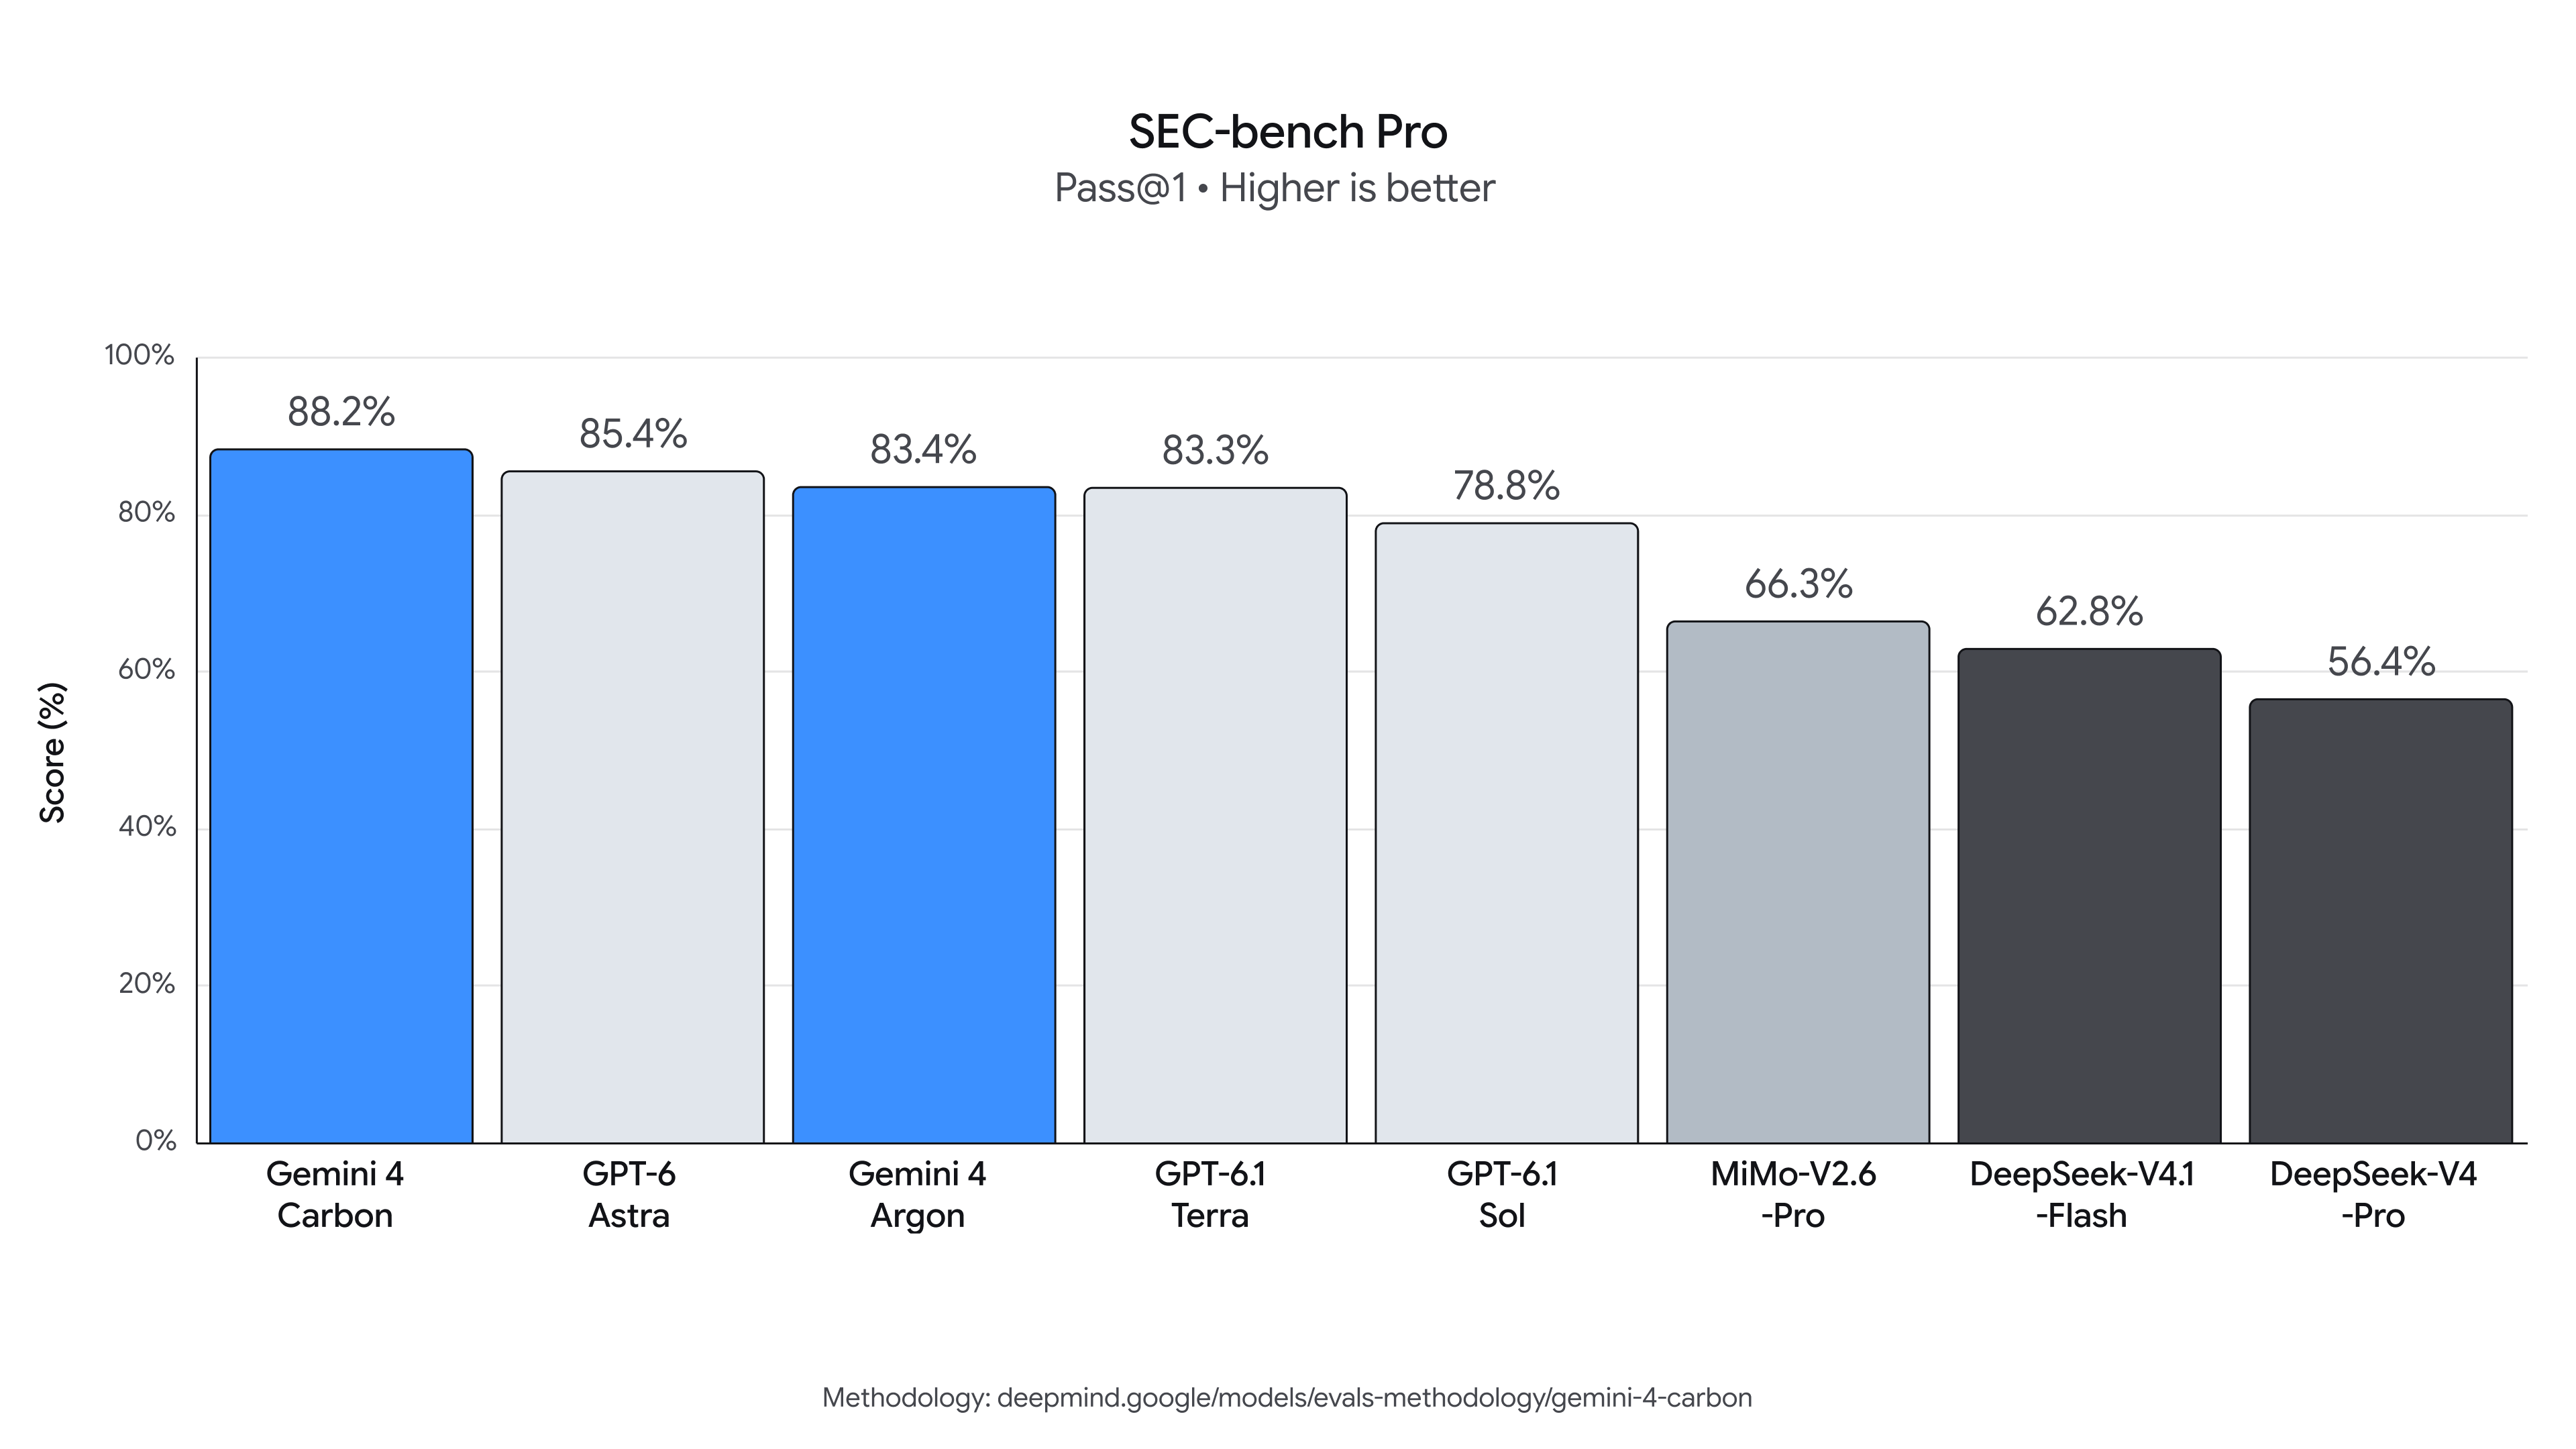 SEC-bench Pro
Pass@1 • Higher is better
100%
80%
60%
40%
20%
0%
Score (%)
88.2%
85.4%
83.4%
83.3%
78.8%
66.3%
62.8%
56.4%
Gemini 4
Carbon
GPT-6
Astra
Gemini 4
Argon
GPT-6.1
Terra
GPT-6.1
Sol
MiMo-V2.6
-Pro
DeepSeek-V4.1
-Flash
DeepSeek-V4
-Pro
Methodology: deepmind.google/models/evals-methodology/gemini-4-carbon